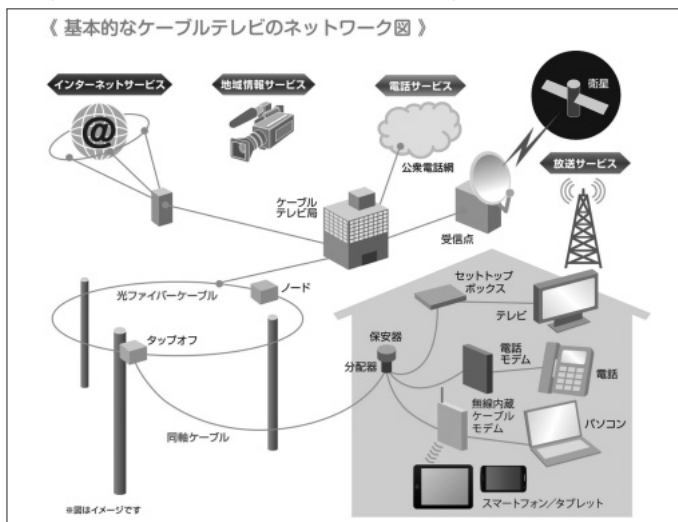 《 基本的なケーブルテレビのネットワーク図 》
インターネットサービス
地域情報サービス
電話サービス
衛星
@
公衆電話網
放送サービス
ケーブル
テレビ局
受信点
光ファイバーケーブル
ノード
セットトップ
ボックス
テレビ
タップオフ
保安器
分配器
電話
モデム
電話
無線内蔵
ケーブル
モデム
パソコン
同軸ケーブル
スマートフォン/タブレット
※図はイメージです